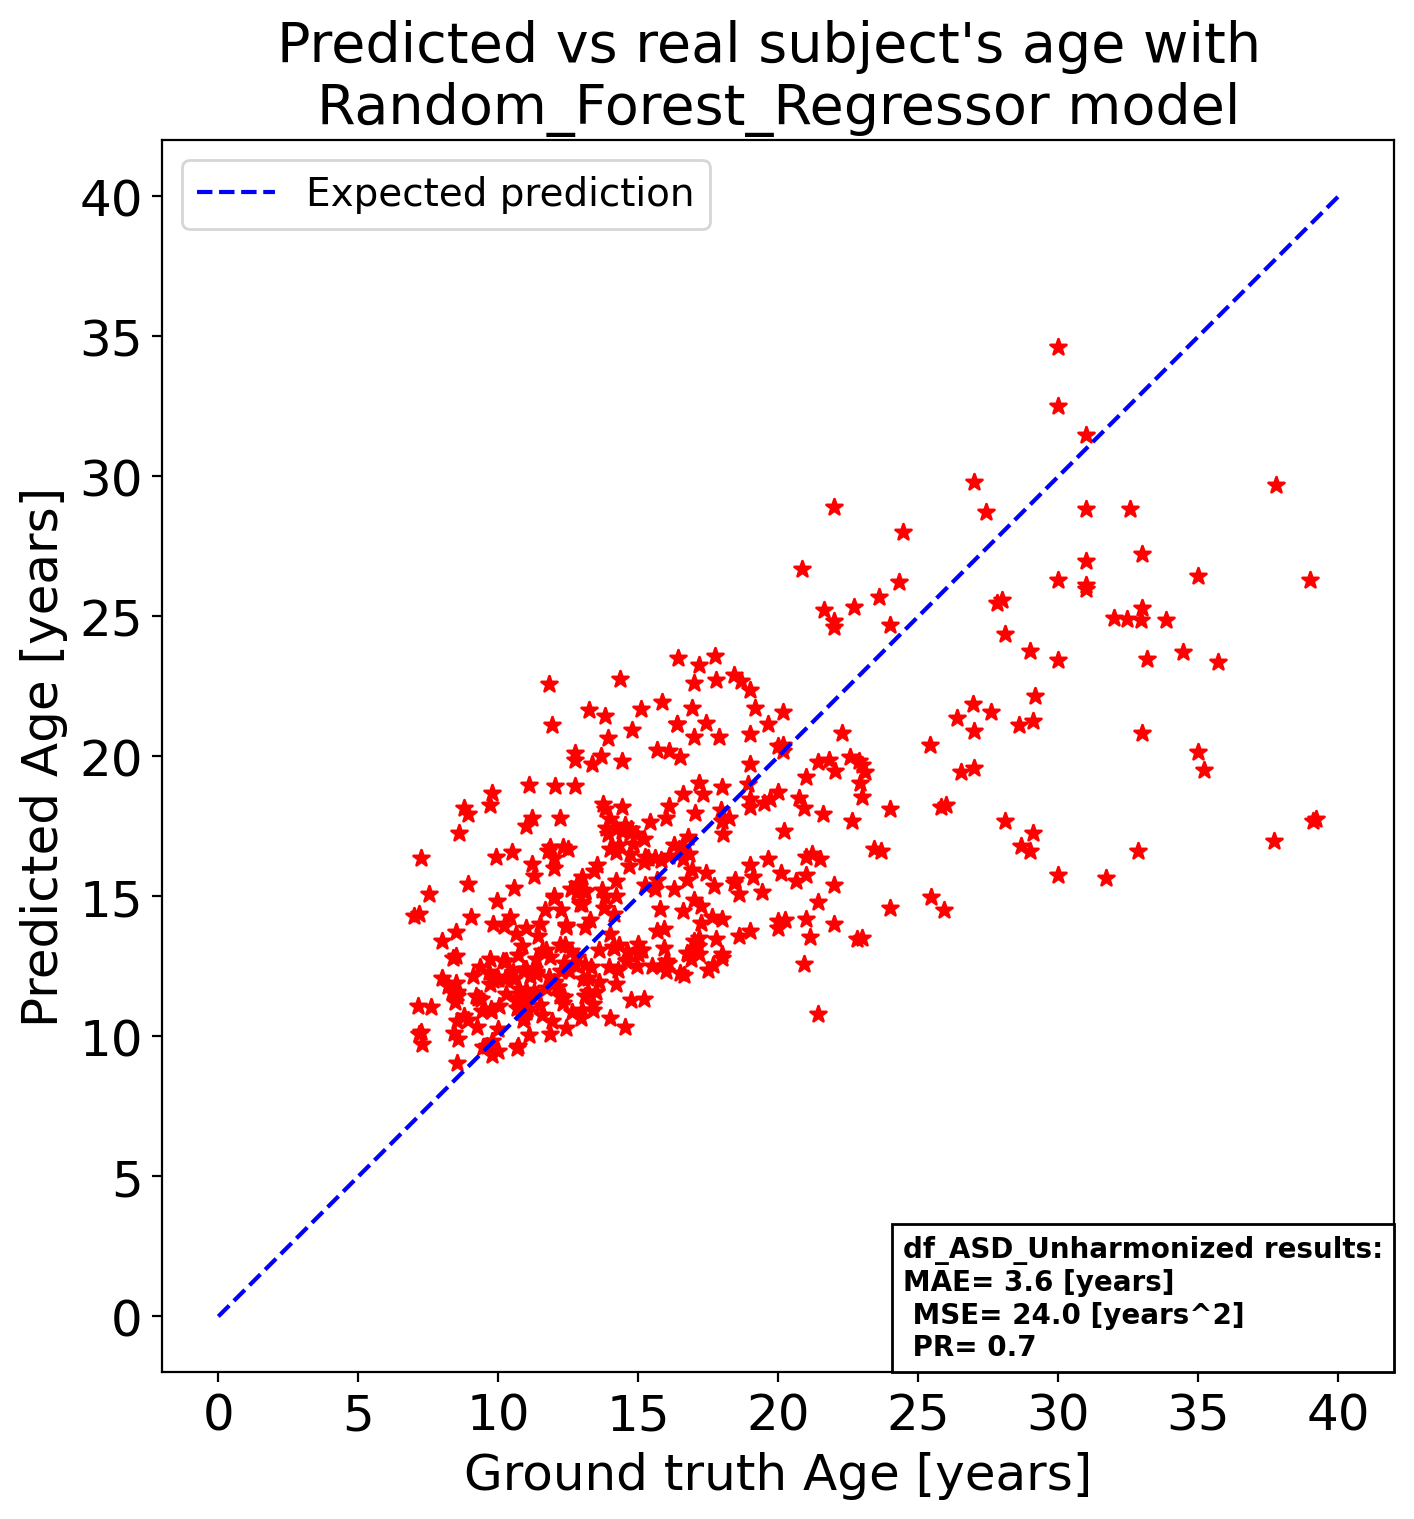 Predicted vs real subject's age with
Random_Forest_Regressor model
Expected prediction
40
35
30
25
20
15
10
5
0
Predicted Age [years]
df_ASD_Unharmonized results:
MAE= 3.6 [years]
MSE= 24.0 [years^2]
PR= 0.7
0 5 10 15 20 25 30 35 40
Ground truth Age [years]